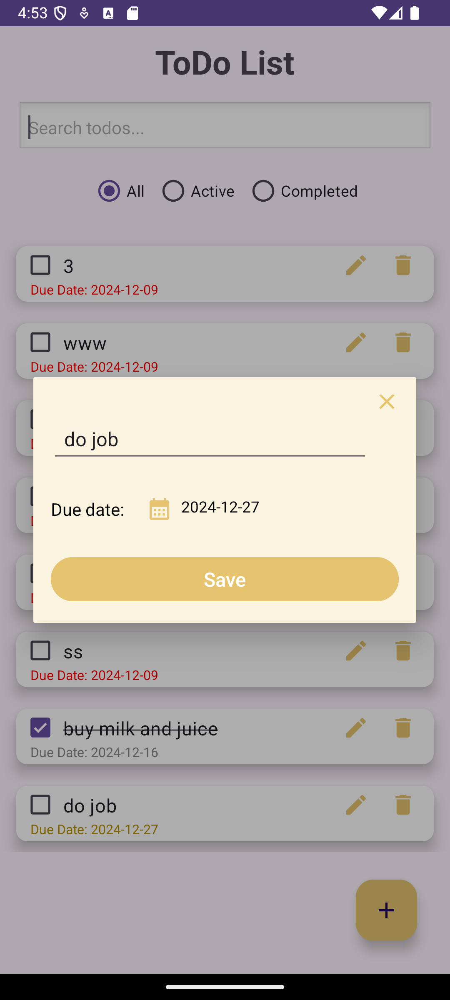 4:53
ToDo List
Search todos...
All Active Completed
3
Due Date: 2024-12-09
www
Due Date: 2024-12-09
do job
Due date: 2024-12-27
Save
ss
Due Date: 2024-12-09
buy milk and juice
Due Date: 2024-12-16
do job
Due Date: 2024-12-27